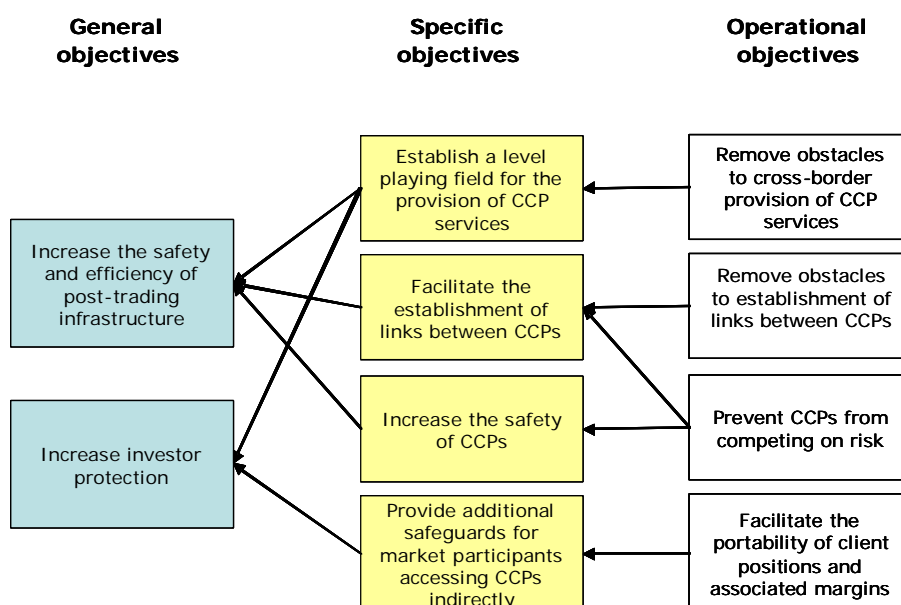 General
objectives
Specific
objectives
Operational
objectives
Establish a level
playing field for the
provision of CCP
services
Remove obstacles
to cross-border
provision of CCP
services
Increase the safety
and efficiency of
post-trading
infrastructure
Facilitate the
establishment of
links between CCPs
Remove obstacles
to establishment of
links between CCPs
Increase investor
protection
Increase the safety
of CCPs
Prevent CCPs from
competing on risk
Provide additional
safeguards for
market participants
accessing CCPs
indirectly
Facilitate the
portability of client
positions and
associated margins